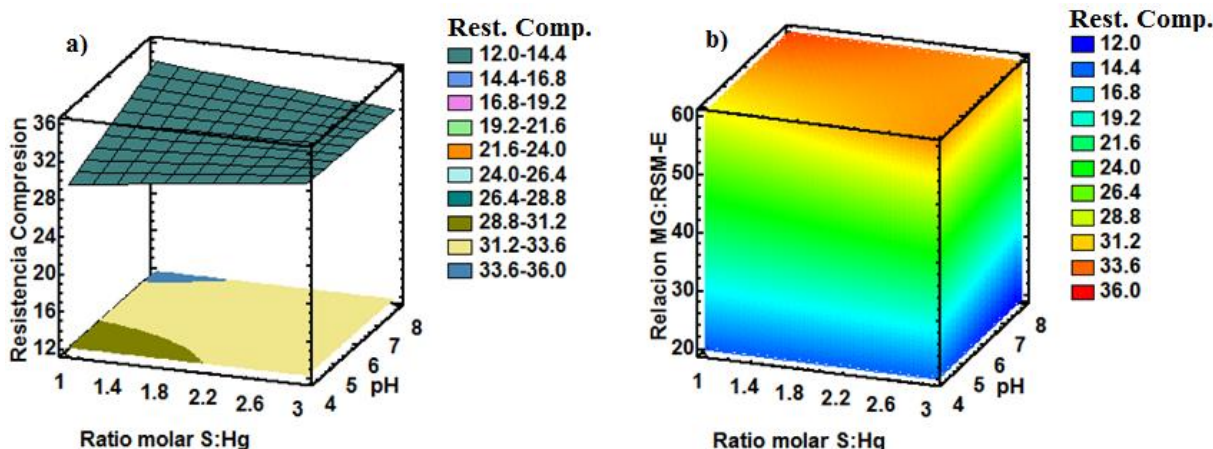 a)
Rest. Comp.
12.0-14.4
14.4-16.8
16.8-19.2
19.2-21.6
21.6-24.0
24.0-26.4
26.4-28.8
28.8-31.2
31.2-33.6
33.6-36.0
Resistencia Compresion
36
32
28
24
20
16
12
1 1.4 1.8 2.2 2.6 3
4 5 6 7 8
pH
Ratio molar S:Hg
b)
Rest. Comp.
12.0
14.4
16.8
19.2
21.6
24.0
26.4
28.8
31.2
33.6
36.0
Relacion MG:RSM-E
60
50
40
30
20
1 1.4 1.8 2.2 2.6 3
4 5 6 7 8
pH
Ratio molar S:Hg